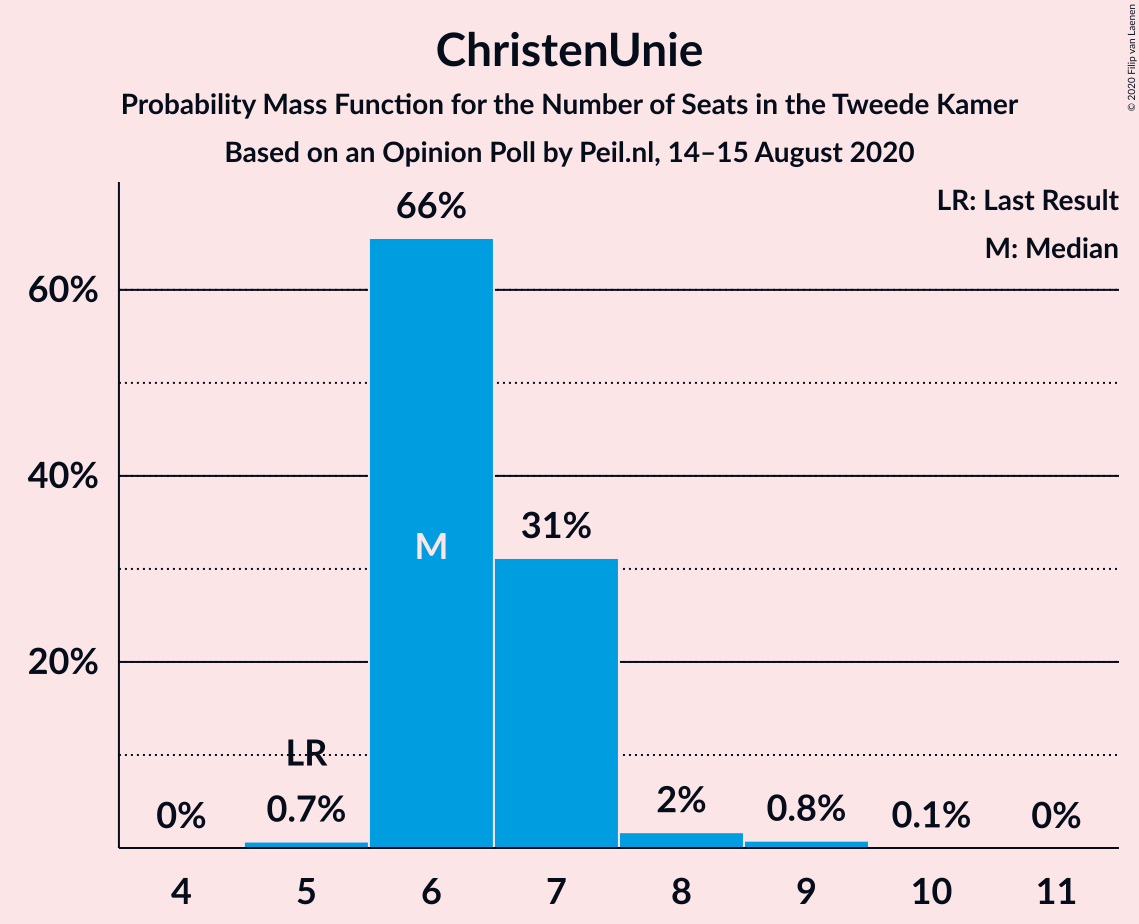 ChristenUnie
Probability Mass Function for the Number of Seats in the Tweede Kamer
Based on an Opinion Poll by Peil.nl, 14–15 August 2020
© 2020 Filip van Laenen
LR: Last Result
M: Median
66%
60%
40%
31%
M
20%
LR
0%
0.7%
2%
0.8%
0.1%
0%
4 5 6 7 8 9 10 11